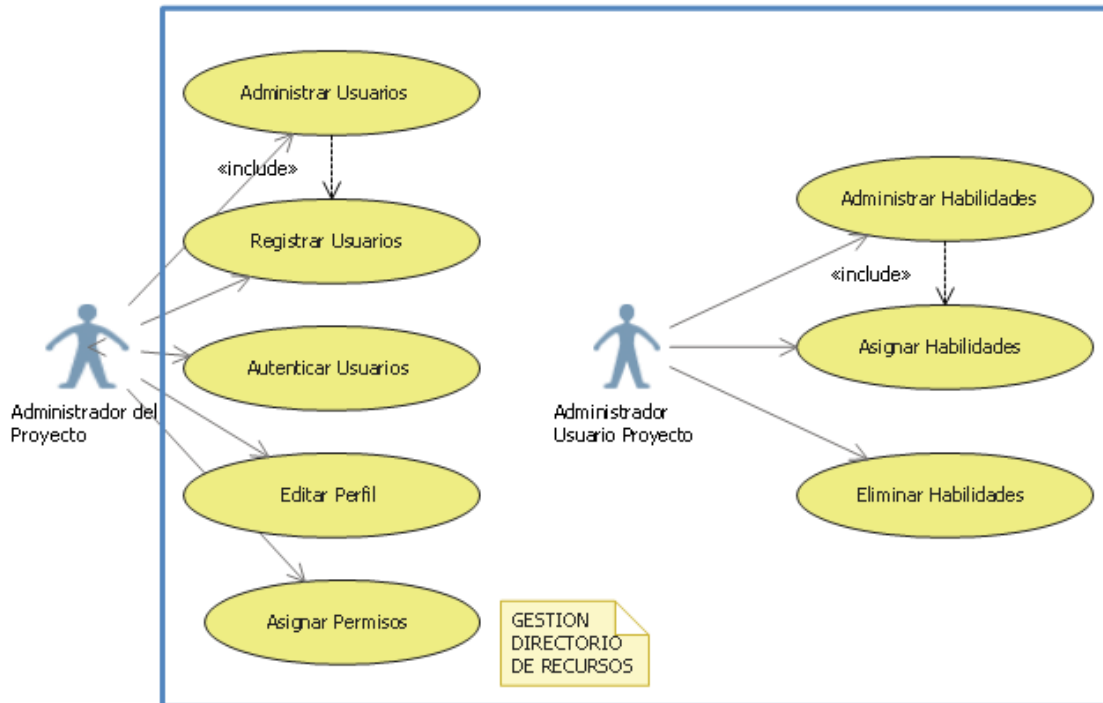 Administrar Usuarios
«include»
Registrar Usuarios
Autenticar Usuarios
Administrador del
Proyecto
Editar Perfil
Asignar Permisos
GESTION
DIRECTORIO
DE RECURSOS
Administrar Habilidades
«include»
Asignar Habilidades
Administrador
Usuario Proyecto
Eliminar Habilidades